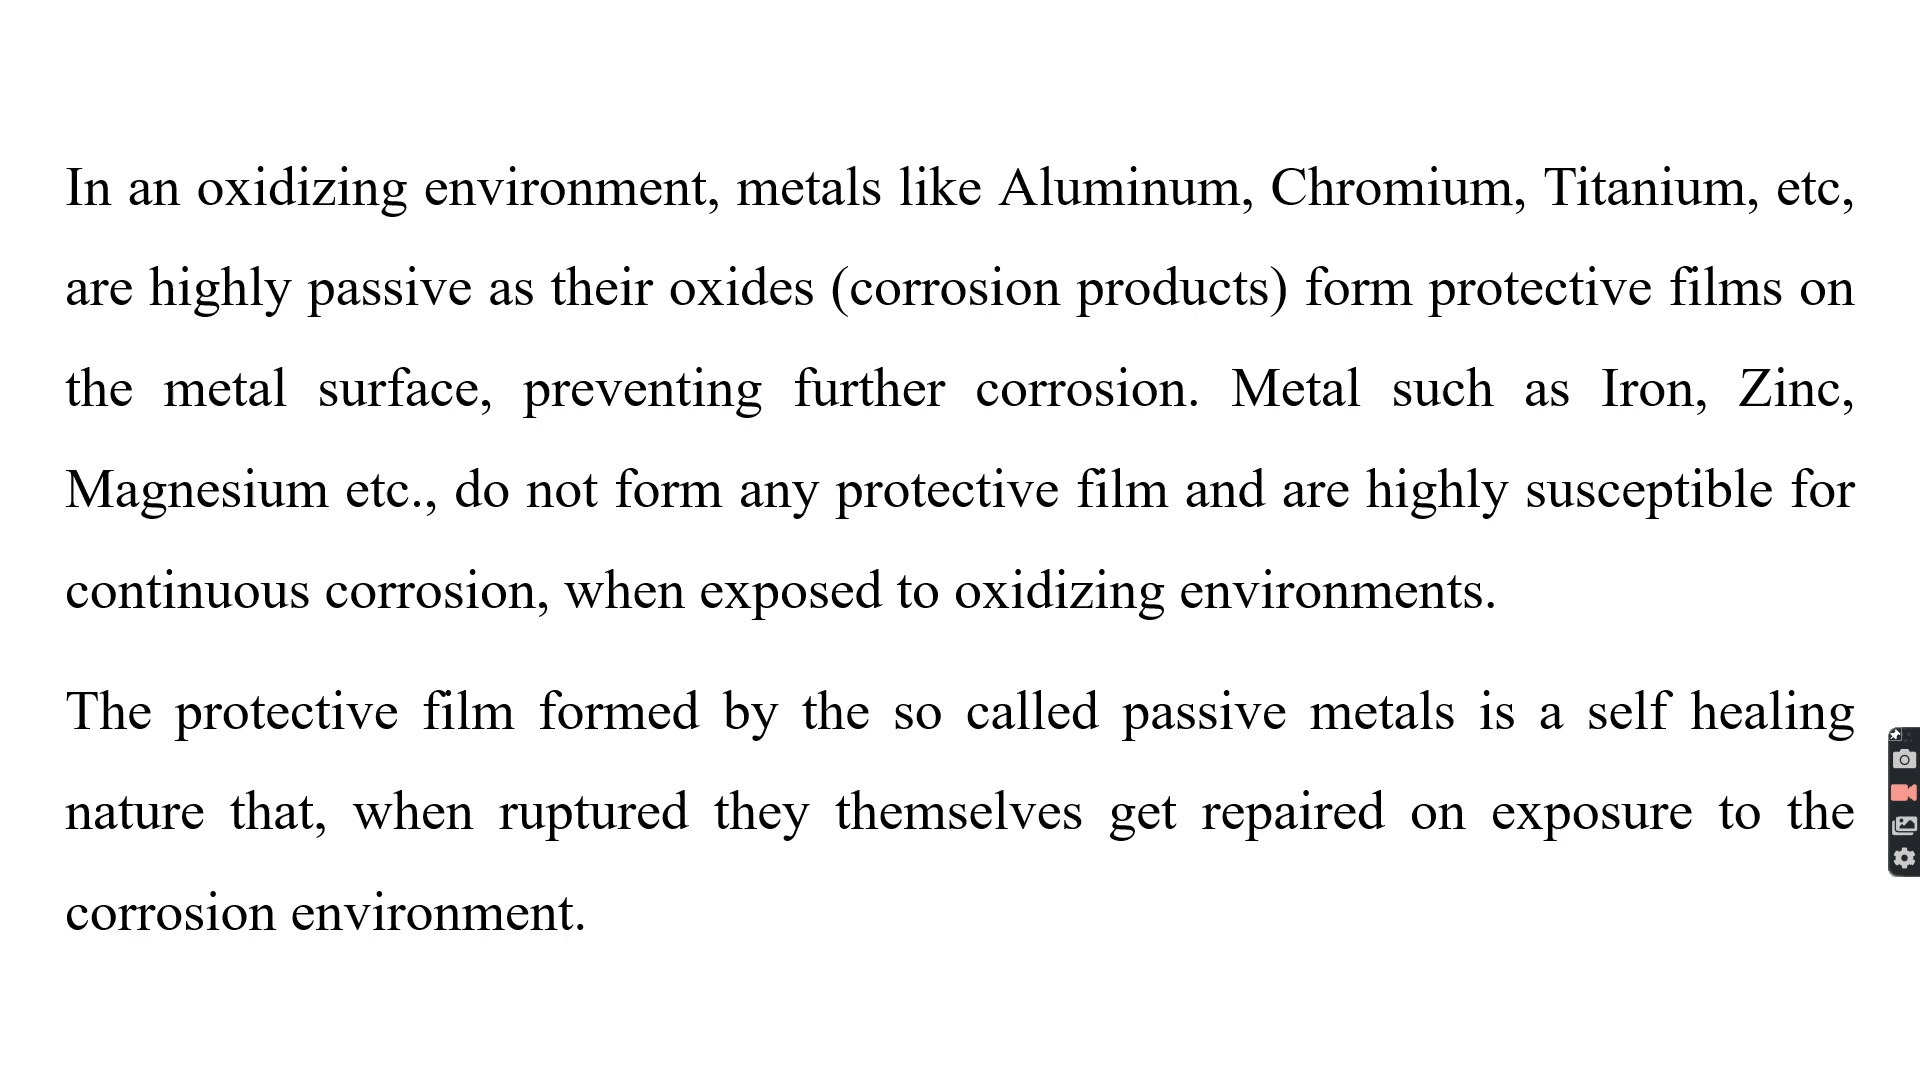 In an oxidizing environment, metals like Aluminum, Chromium, Titanium, etc,
are highly passive as their oxides (corrosion products) form protective films on
the metal surface, preventing further corrosion. Metal such as Iron, Zinc,
Magnesium etc., do not form any protective film and are highly susceptible for
continuous corrosion, when exposed to oxidizing environments.
The protective film formed by the so called passive metals is a self healing
nature that, when ruptured they themselves get repaired on exposure to the
corrosion environment.